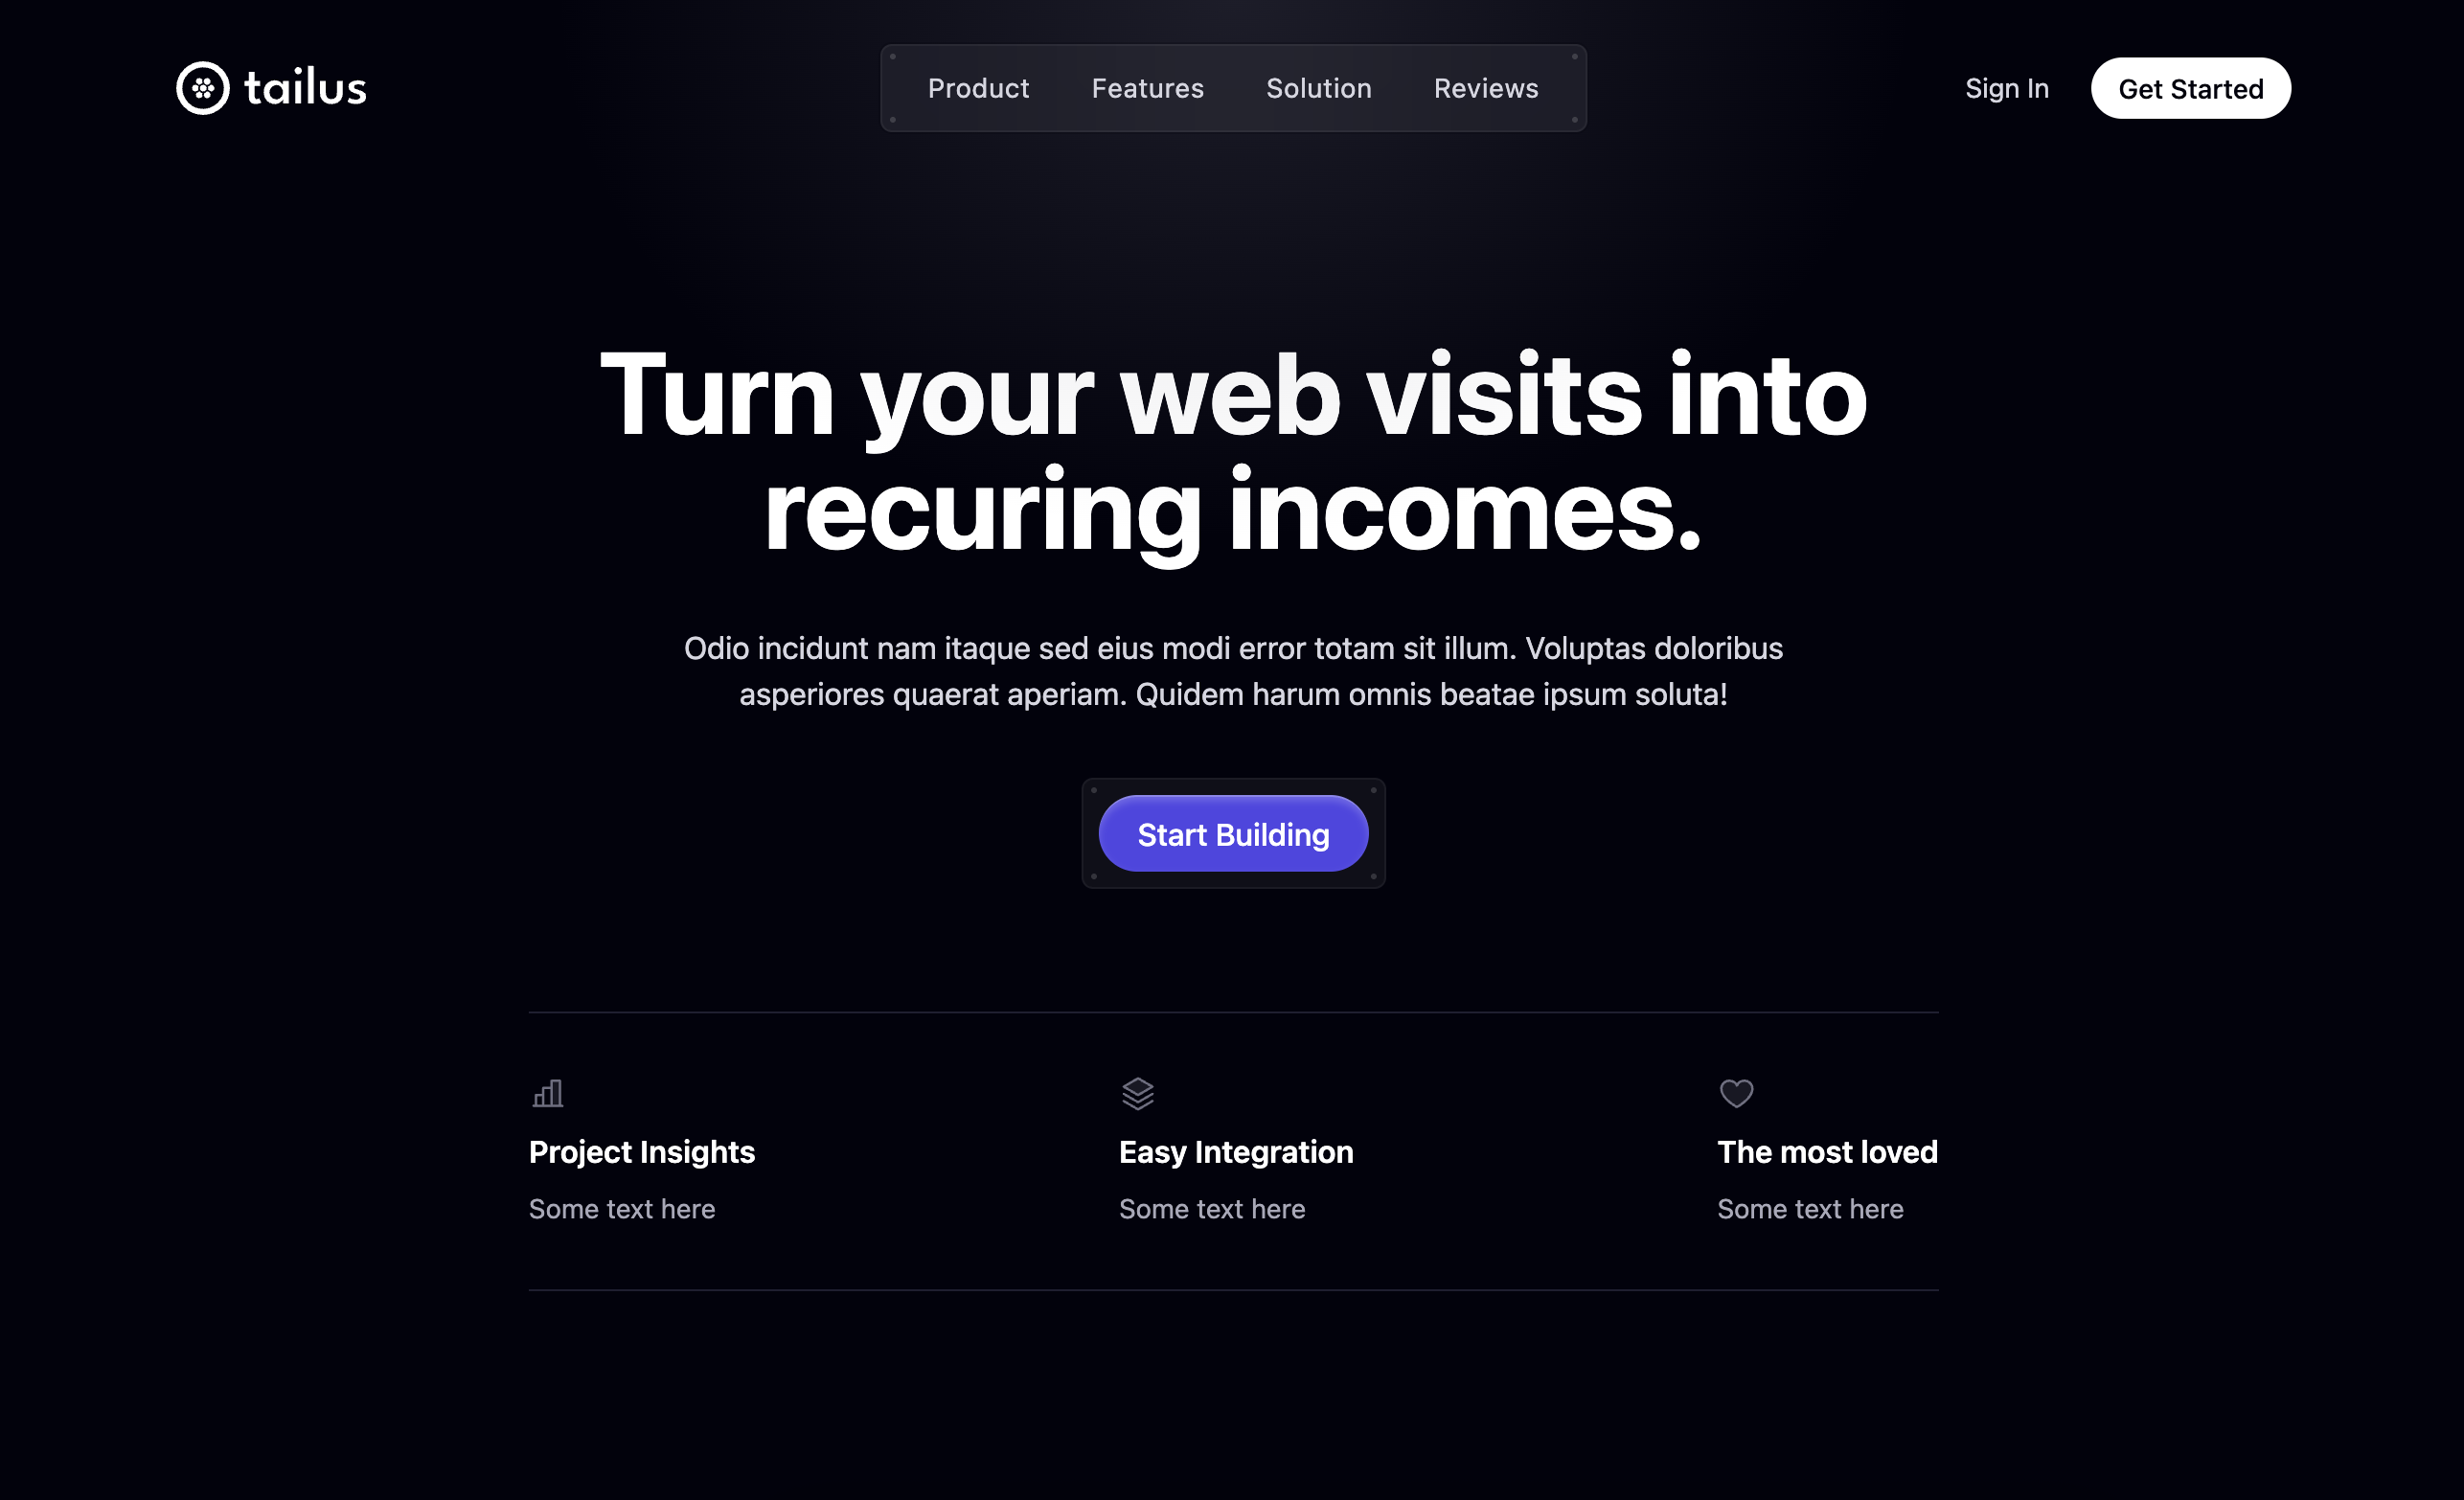 tailus
Product Features Solution Reviews
Sign In Get Started
Turn your web visits into
recuring incomes.
Odio incidunt nam itaque sed eius modi error totam sit illum. Voluptas doloribus
asperiores quaerat aperiam. Quidem harum omnis beatae ipsum soluta!
Start Building
Project Insights
Some text here
Easy Integration
Some text here
The most loved
Some text here